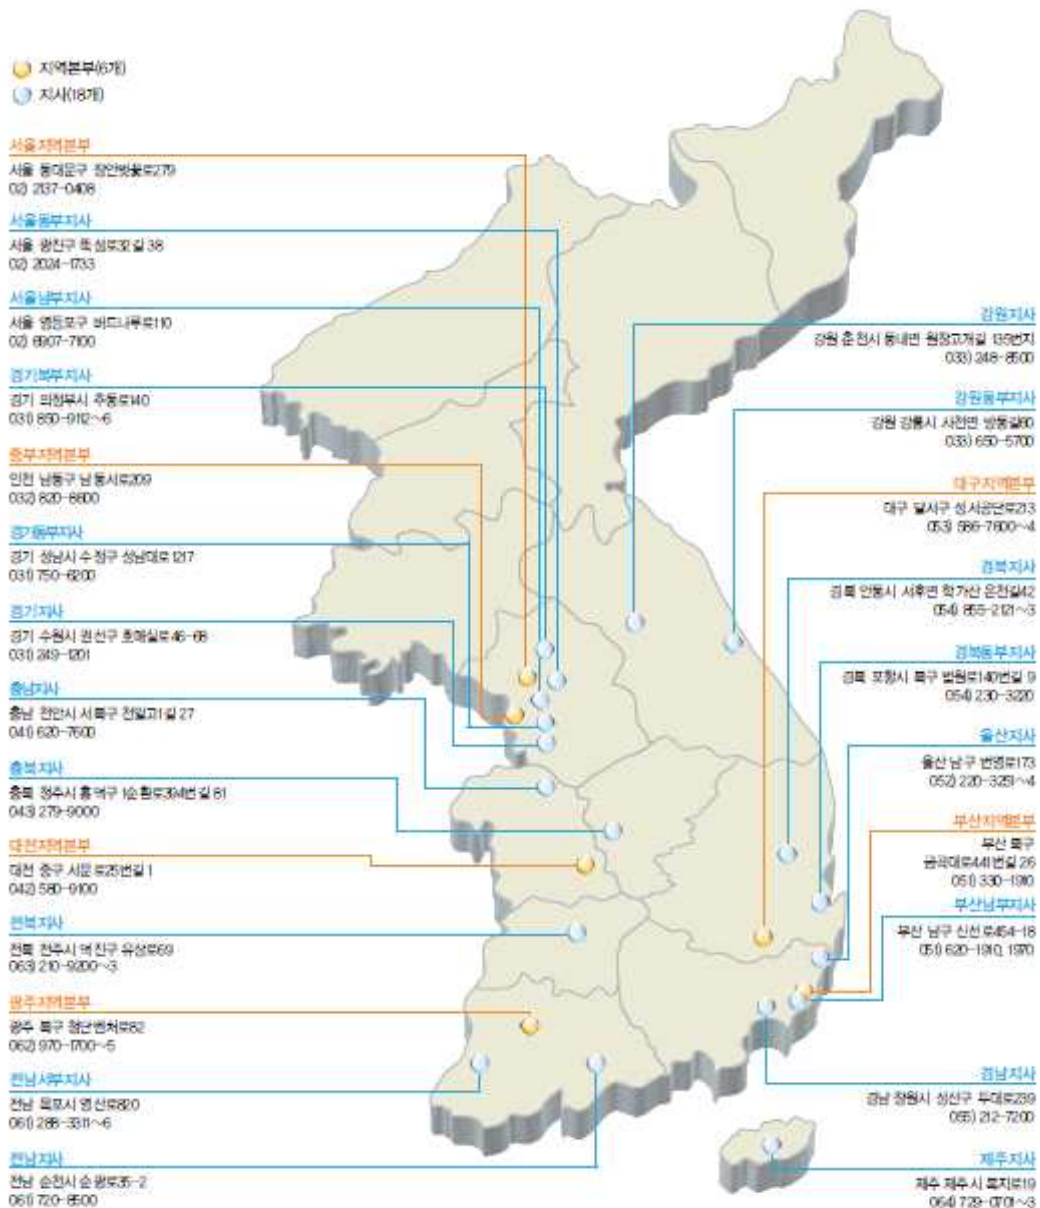 지역본부(6개)
지사(18개)
서울지역본부
서울 동대문구 장안벚꽃로279
02) 2137-0408
서울동부지사
서울 광진구 뚝섬로32길 38
02) 2024-1733
서울남부지사
서울 영등포구 버드나루로110
02) 6907-7100
경기북부지사
경기 의정부시 추동로140
031) 850-9112~6
중부지역본부
인천 남동구 남동서로209
032) 820-8600
경기동부지사
경기 성남시 수정구 성남대로1217
031) 750-6200
경기지사
경기 수원시 권선구 호매실로46-68
031) 249-1201
충남지사
충남 천안시 서북구 천일고1길 27
041) 620-7600
충북지사
충북 청주시 흥덕구 1순환로394번길 81
043) 279-9000
대전지역본부
대전 중구 서문로25번길 1
042) 580-9100
전북지사
전북 전주시 덕진구 유상로69
063) 210-9200~3
광주지역본부
광주 북구 첨단벤처로82
062) 970-1700~5
전남서부지사
전남 목포시 영산로820
061) 288-3311~6
전남지사
전남 순천시 순광로35-2
061) 720-8500
강원지사
강원 춘천시 동내면 원창고개길 135번지
033) 248-8500
강원동부지사
강원 강릉시 사천면 방동길60
033) 650-5700
대구지역본부
대구 달서구 성서공단로213
053) 586-7600~4
경북지사
경북 안동시 서후면 학가산 온천길42
054) 855-2121~3
경북동부지사
경북 포항시 북구 법원로140번길 9
054) 230-3220
울산지사
울산 남구 번영로173
052) 220-3251~4
부산지역본부
부산 북구
금곡대로441번길 26
051) 330-1910
부산남부지사
부산 남구 신선로454-18
051) 620-1910, 1970
경남지사
경남 창원시 성산구 두대로239
055) 212-7200
제주지사
제주 제주시 복지로19
064) 729-0701~3